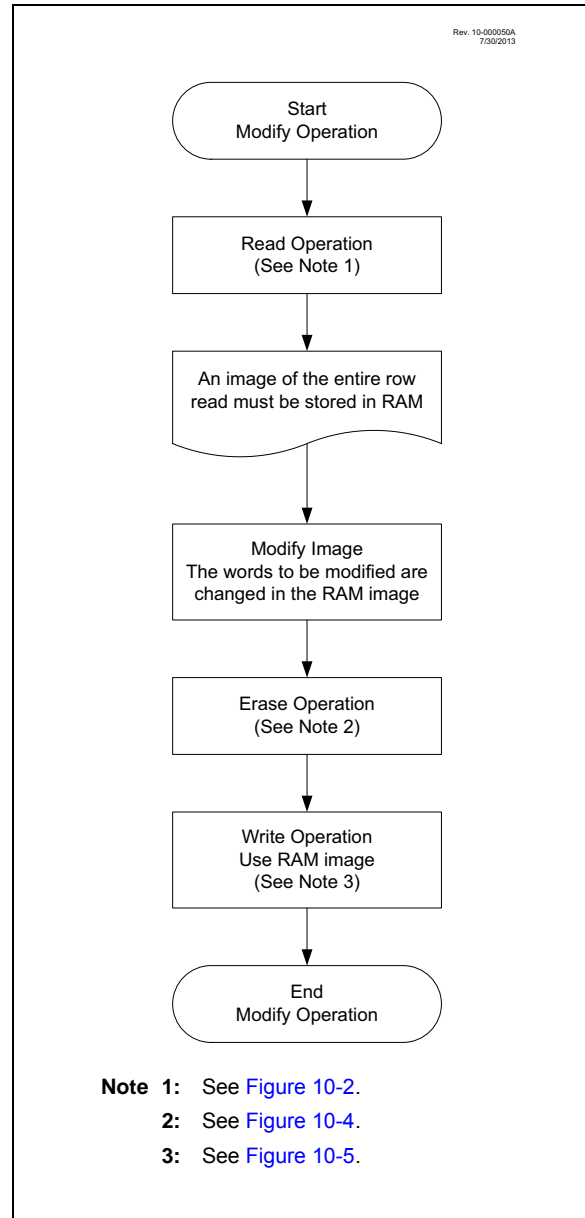 Rev. 10-000050A
7/30/2013
Start
Modify Operation
Read Operation
(See Note 1)
An image of the entire row
read must be stored in RAM
Modify Image
The words to be modified are
changed in the RAM image
Erase Operation
(See Note 2)
Write Operation
Use RAM image
(See Note 3)
End
Modify Operation
Note 1: See Figure 10-2.
2: See Figure 10-4.
3: See Figure 10-5.